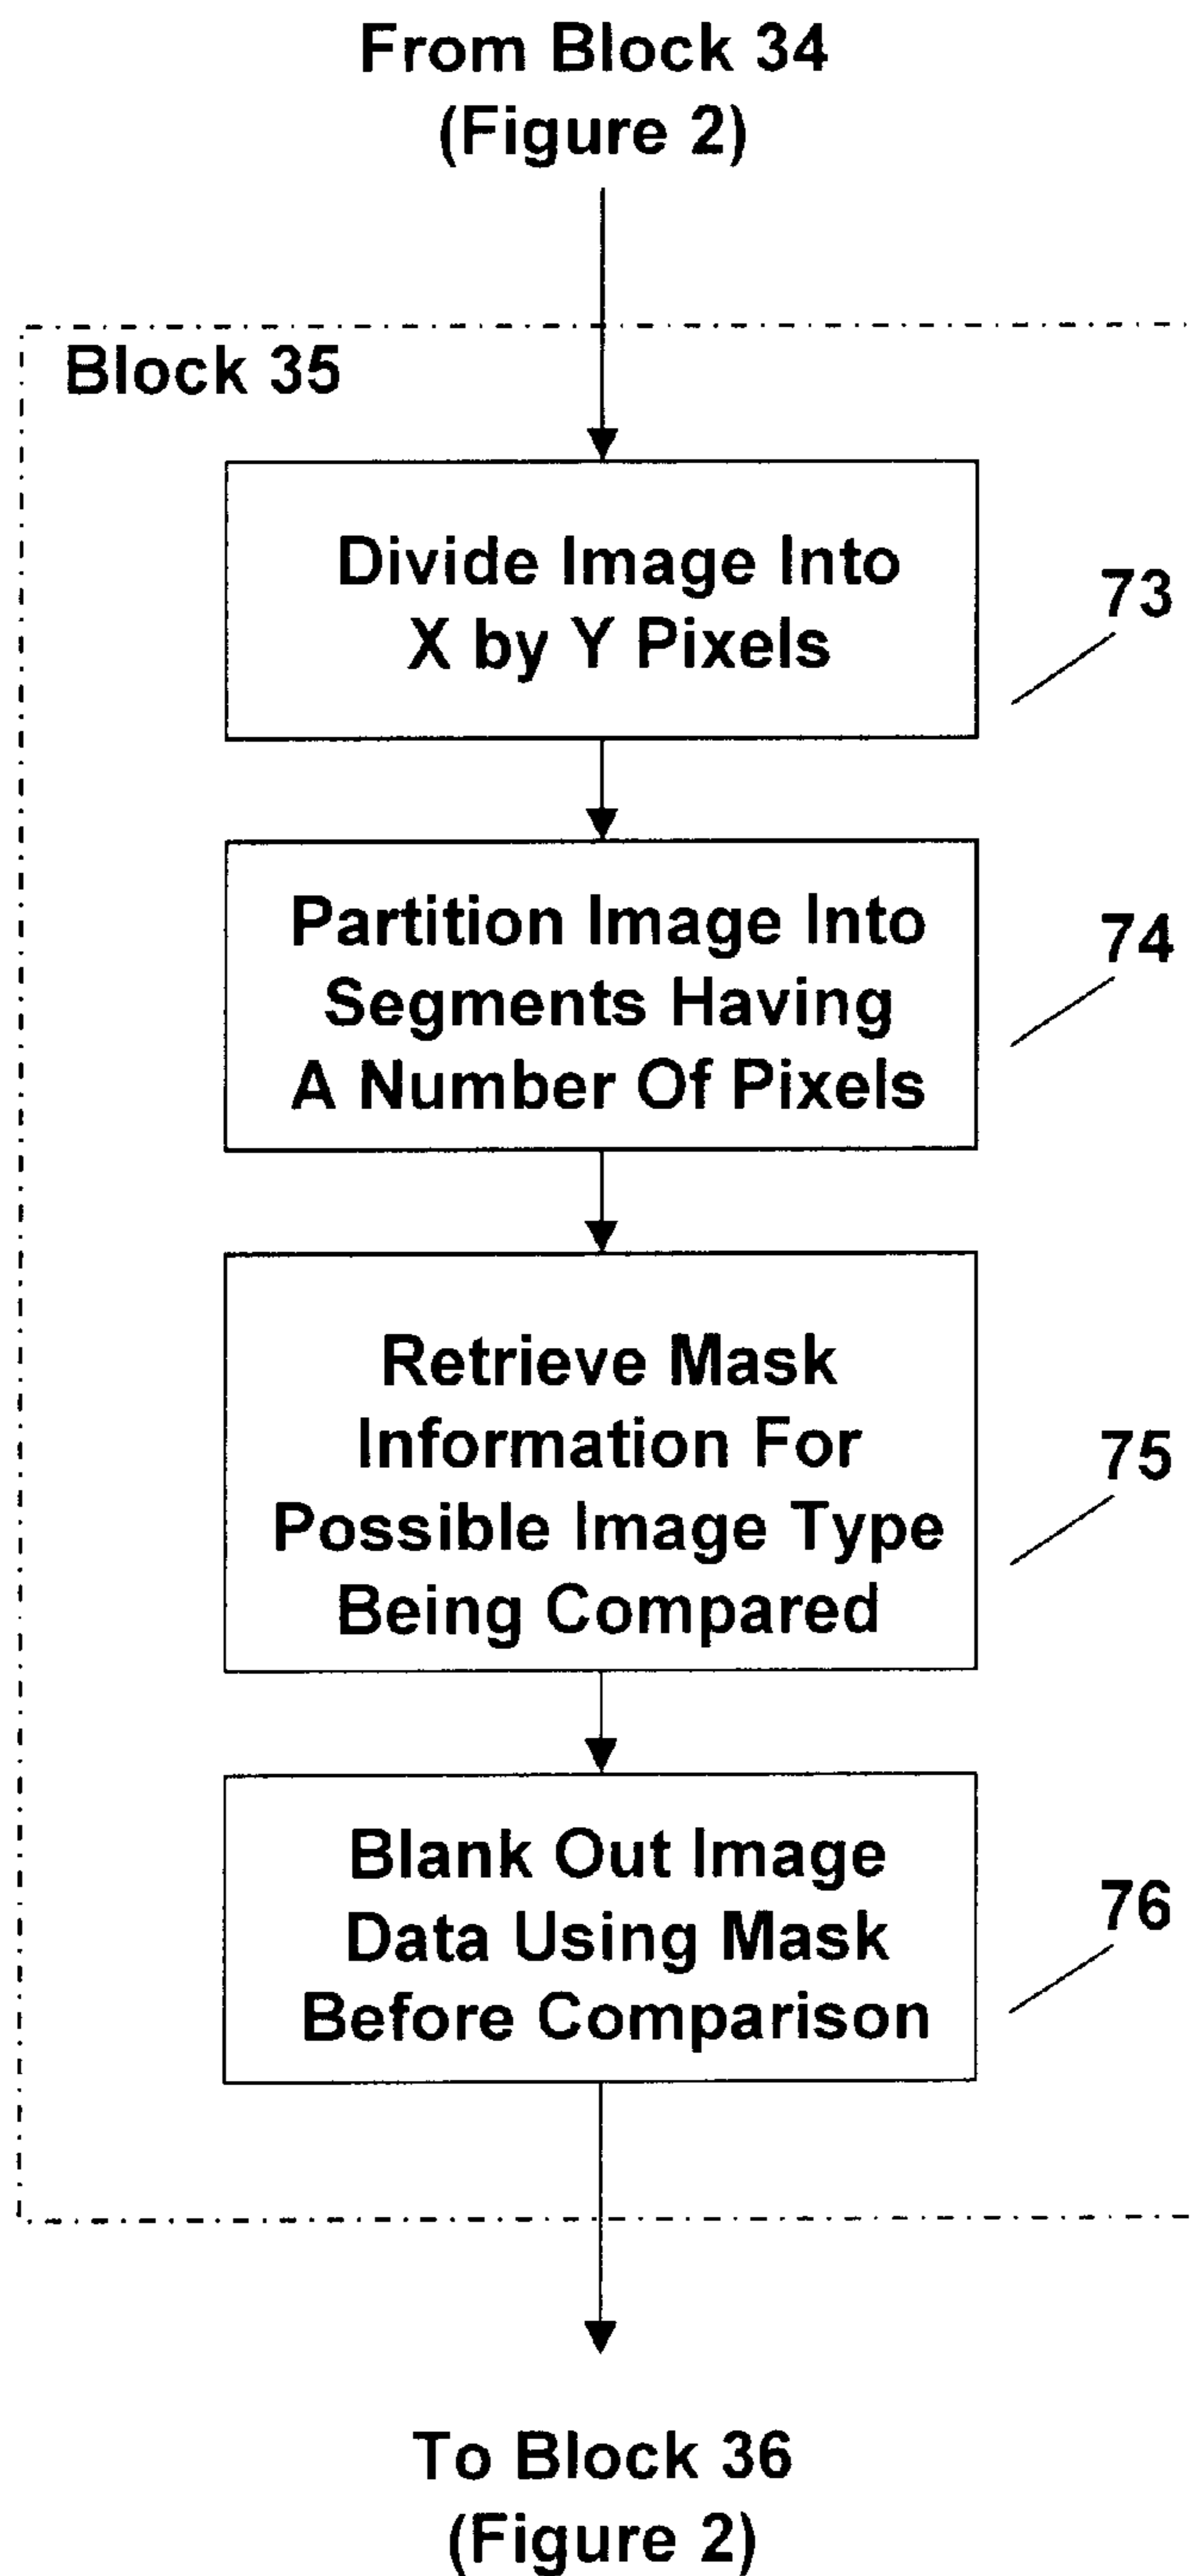 From Block 34
(Figure 2)
Block 35
Divide Image Into
X by Y Pixels
73
Partition Image Into
Segments Having
A Number Of Pixels
74
Retrieve Mask
Information For
Possible Image Type
Being Compared
75
Blank Out Image
Data Using Mask
Before Comparison
76
To Block 36
(Figure 2)